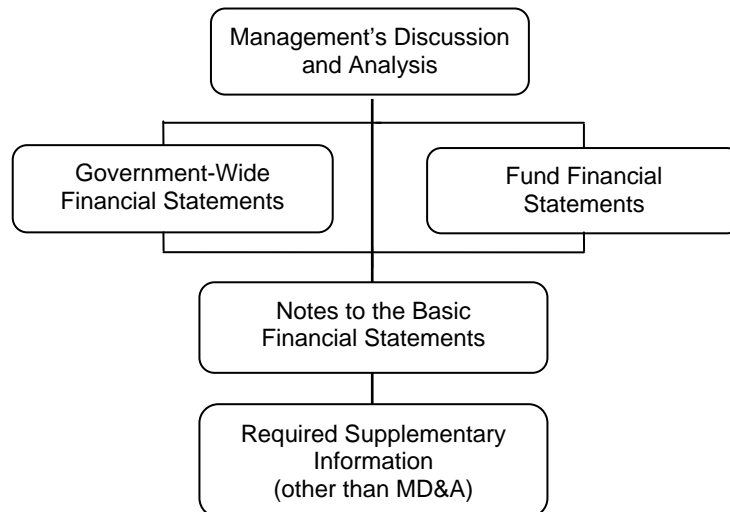 Management’s Discussion
and Analysis
Government-Wide
Financial Statements
Fund Financial
Statements
Notes to the Basic
Financial Statements
Required Supplementary
Information
(other than MD&A)